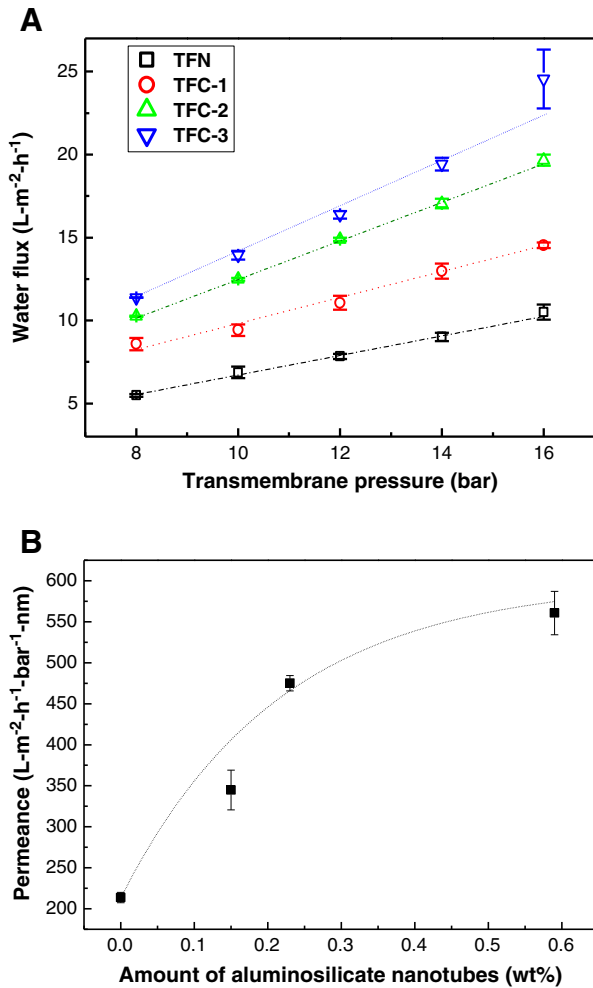 A
TFN
TFC-1
TFC-2
TFC-3
Water flux (L-m⁻²-h⁻¹)
25
20
15
10
5
8 10 12 14 16
Transmembrane pressure (bar)
B
Permeance (L-m⁻²-h⁻¹-bar⁻¹-nm)
600
550
500
450
400
350
300
250
200
0.0 0.1 0.2 0.3 0.4 0.5 0.6
Amount of aluminosilicate nanotubes (wt%)